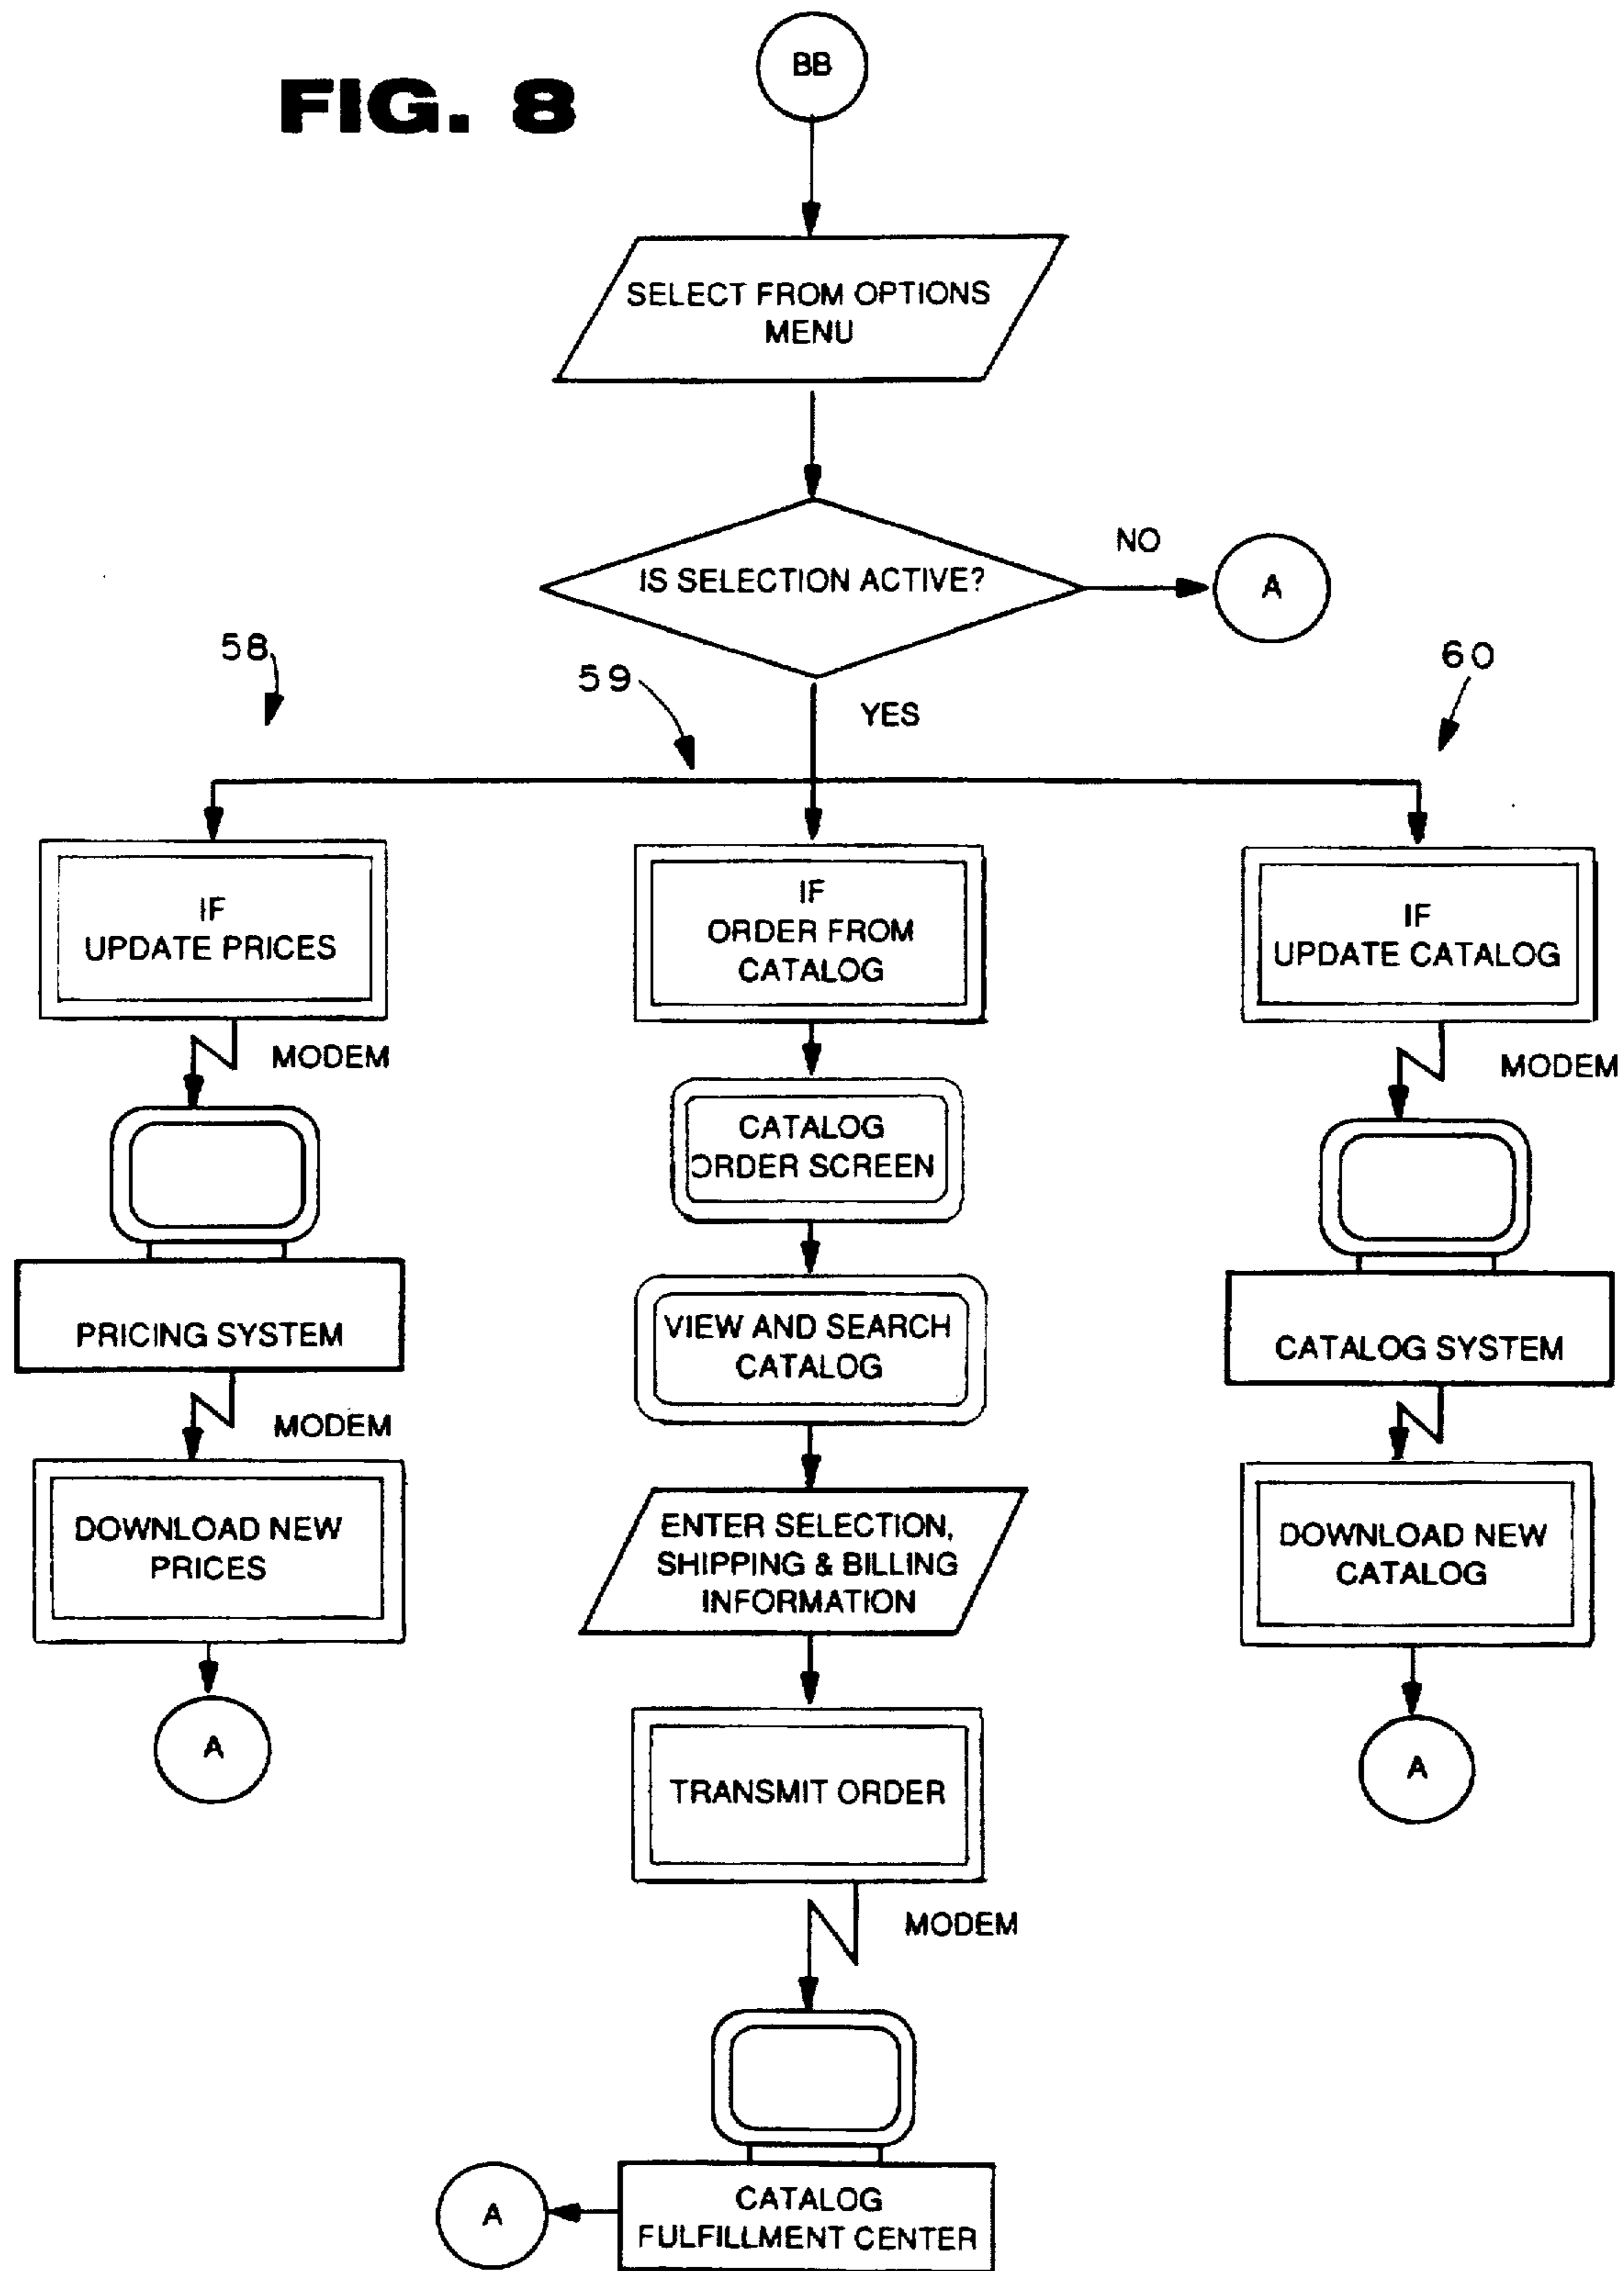 FIG. 8
BB
SELECT FROM OPTIONS
MENU
IS SELECTION ACTIVE?
NO
A
58
59
60
YES
IF
UPDATE PRICES
MODEM
PRICING SYSTEM
MODEM
DOWNLOAD NEW
PRICES
A
IF
ORDER FROM
CATALOG
CATALOG
ORDER SCREEN
VIEW AND SEARCH
CATALOG
ENTER SELECTION,
SHIPPING & BILLING
INFORMATION
TRANSMIT ORDER
MODEM
CATALOG
FULFILLMENT CENTER
A
IF
UPDATE CATALOG
MODEM
CATALOG SYSTEM
DOWNLOAD NEW
CATALOG
A